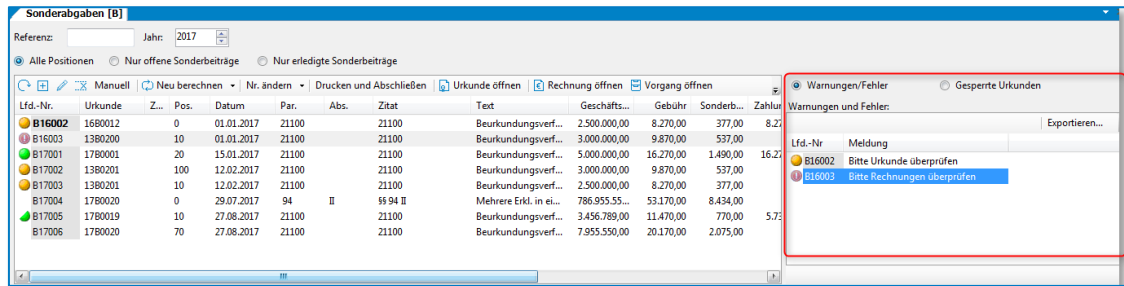 Sonderabgaben [B]
Referenz: Jahr: 2017
Alle Positionen Nur offene Sonderbeiträge Nur erledigte Sonderbeiträge
Manuell Neu berechnen Nr. ändern Drucken und Abschließen Urkunde öffnen Rechnung öffnen Vorgang öffnen
Lfd.-Nr. Urkunde Z... Pos. Datum Par. Abs. Zitat Text Geschäfts... Gebühr Sonderb... Zahlur
B16002 16B0012 0 01.01.2017 21100 21100 Beurkundungsverf... 2.500.000,00 8.270,00 377,00 8.27
B16003 13B0200 10 01.01.2017 21100 21100 Beurkundungsverf... 3.000.000,00 9.870,00 537,00
B17001 17B0001 20 15.01.2017 21100 21100 Beurkundungsverf... 5.000.000,00 16.270,00 1.490,00 16.27
B17002 13B0201 100 12.02.2017 21100 21100 Beurkundungsverf... 3.000.000,00 9.870,00 537,00
B17003 13B0201 10 12.02.2017 21100 21100 Beurkundungsverf... 2.500.000,00 8.270,00 377,00
B17004 17B0020 0 29.07.2017 94 II §§ 94 II Mehrere Erkl. in ei... 786.955.55... 53.170,00 8.434,00
B17005 17B0019 10 27.08.2017 21100 21100 Beurkundungsverf... 3.456.789,00 11.470,00 770,00 5.73
B17006 17B0020 70 27.08.2017 21100 21100 Beurkundungsverf... 7.955.550,00 20.170,00 2.075,00
Warnungen/Fehler Gesperte Urkunden
Warnungen und Fehler:
Exportieren...
Lfd.-Nr Meldung
B16002 Bitte Urkunde überprüfen
B16003 Bitte Rechnungen überprüfen